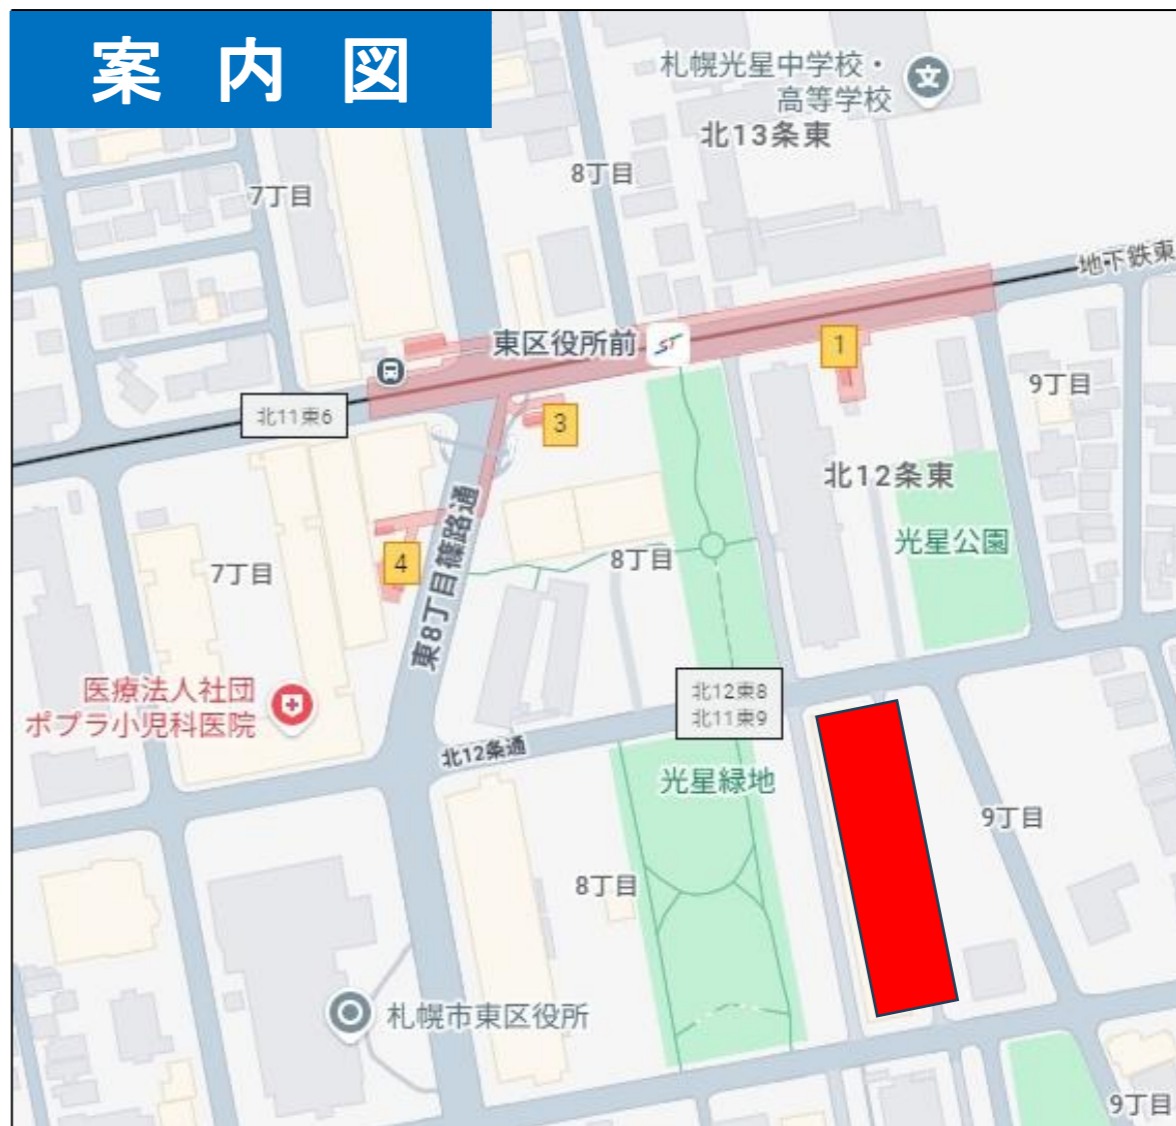 案内図
札幌光星中学校・
高等学校
北13条東
8丁目
7丁目
地下鉄東
東区役所前
ST
1
9丁目
北11東6
3
北12条東
光星公園
東8丁目篠路通
4
7丁目
8丁目
医療法人社団
ポプラ小児科医院
北12東8
北11東9
北12条通
光星緑地
9丁目
8丁目
札幌市東区役所
9丁目